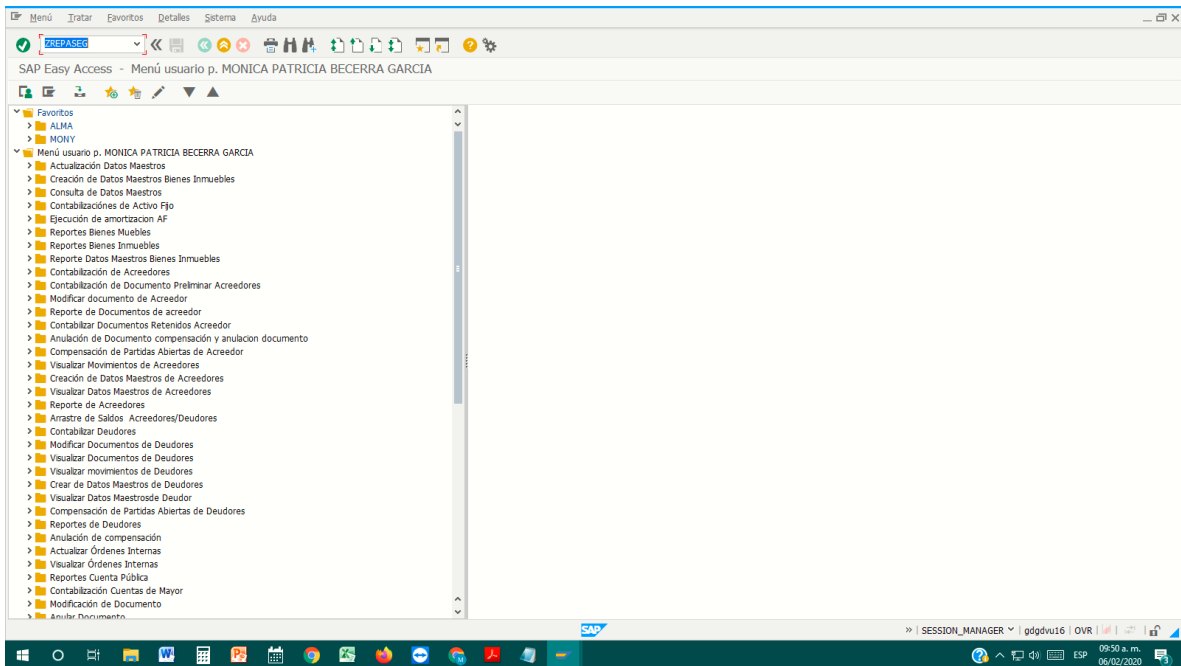 Menú Tratar Favoritos Detalles Sistema Ayuda
ZREPASEG
SAP Easy Access - Menú usuario p. MONICA PATRICIA BECERRA GARCIA
Favoritos
ALMA
MONY
Menú usuario p. MONICA PATRICIA BECERRA GARCIA
Actualización Datos Maestros
Creación de Datos Maestros Bienes Inmuebles
Consulta de Datos Maestros
Contabilizaciónes de Activo Fijo
Ejecución de amortizacion AF
Reportes Bienes Muebles
Reportes Bienes Inmuebles
Reporte Datos Maestros Bienes Inmuebles
Contabilización de Acreedores
Contabilización de Documento Preliminar Acreedores
Modificar documento de Acreedor
Reporte de Documentos de acreedor
Contabilizar Documentos Retenidos Acreedor
Anulación de Documento compensación y anulacion documento
Compensación de Partidas Abiertas de Acreedor
Visualizar Movimientos de Acreedores
Creación de Datos Maestros de Acreedores
Visualizar Datos Maestros de Acreedores
Reporte de Acreedores
Arrastre de Saldos Acreedores/Deudores
Contabilizar Deudores
Modificar Documentos de Deudores
Visualizar Documentos de Deudores
Visualizar movimientos de Deudores
Crear de Datos Maestros de Deudores
Visualizar Datos Maestrosde Deudor
Compensación de Partidas Abiertas de Deudores
Reportes de Deudores
Anulación de compensación
Actualizar Órdenes Internas
Visualizar Órdenes Internas
Reportes Cuenta Pública
Contabilización Cuentas de Mayor
Modificación de Documento
Anular Documento
SAP
SESSION_MANAGER gdgdvu16 OVR
ESP 09:50 a. m.
06/02/2020